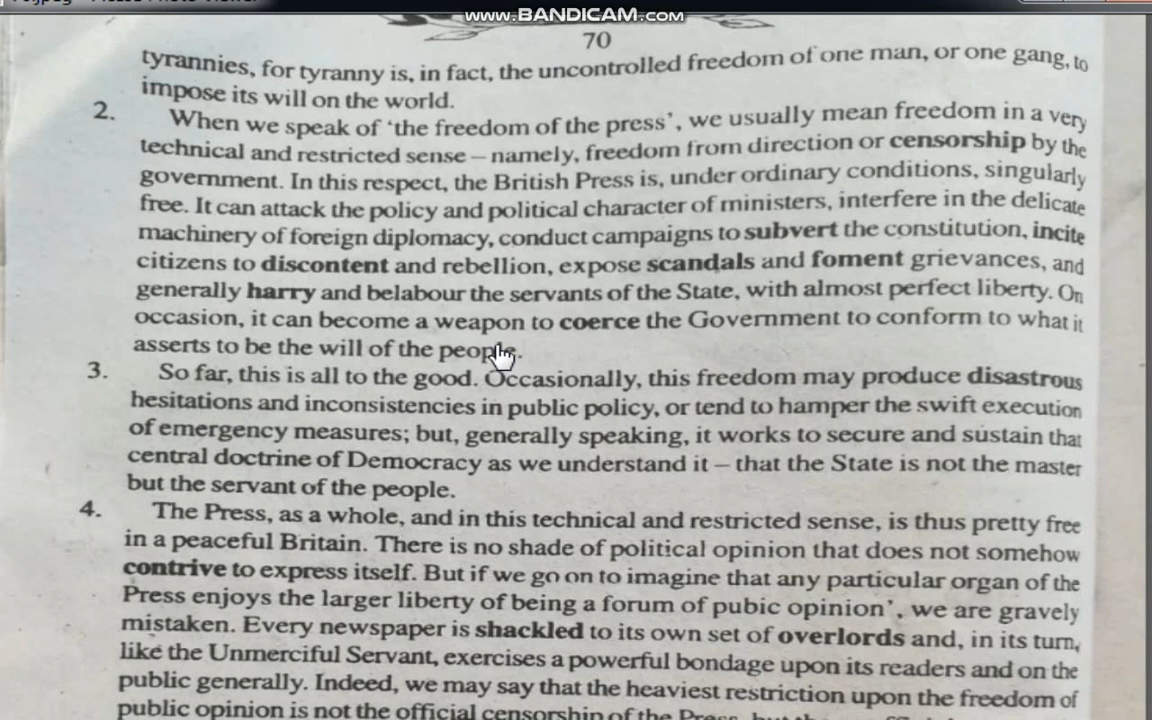 www.BANDICAM.com
70
tyrannies, for tyranny is, in fact, the uncontrolled freedom of one man, or one gang, to
impose its will on the world.
2. When we speak of ‘the freedom of the press’, we usually mean freedom in a very
technical and restricted sense – namely, freedom from direction or censorship by the
government. In this respect, the British Press is, under ordinary conditions, singularly
free. It can attack the policy and political character of ministers, interfere in the delicate
machinery of foreign diplomacy, conduct campaigns to subvert the constitution, incite
citizens to discontent and rebellion, expose scandals and foment grievances, and
generally harry and belabour the servants of the State, with almost perfect liberty. On
occasion, it can become a weapon to coerce the Government to conform to what it
asserts to be the will of the people.
3. So far, this is all to the good. Occasionally, this freedom may produce disastrous
hesitations and inconsistencies in public policy, or tend to hamper the swift execution
of emergency measures; but, generally speaking, it works to secure and sustain that
central doctrine of Democracy as we understand it – that the State is not the master
but the servant of the people.
4. The Press, as a whole, and in this technical and restricted sense, is thus pretty free
in a peaceful Britain. There is no shade of political opinion that does not somehow
contrive to express itself. But if we go on to imagine that any particular organ of the
Press enjoys the larger liberty of being a forum of pubic opinion’, we are gravely
mistaken. Every newspaper is shackled to its own set of overlords and, in its turn,
like the Unmerciful Servant, exercises a powerful bondage upon its readers and on the
public generally. Indeed, we may say that the heaviest restriction upon the freedom of
public opinion is not the official censorship of the Press, but the